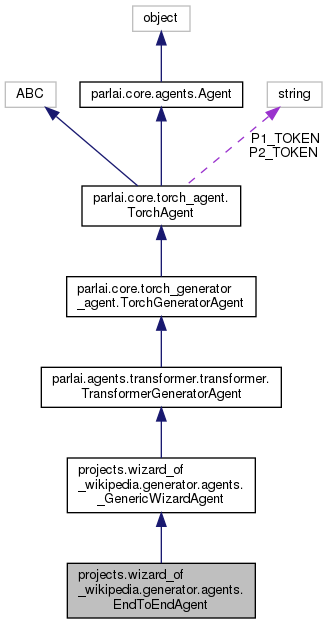 object
ABC
parlai.core.agents.Agent
string
P1_TOKEN
P2_TOKEN
parlai.core.torch_agent.
TorchAgent
parlai.core.torch_generator
_agent.TorchGeneratorAgent
parlai.agents.transformer.transformer.
TransformerGeneratorAgent
projects.wizard_of
_wikipedia.generator.agents.
_GenericWizardAgent
projects.wizard_of
_wikipedia.generator.agents.
EndToEndAgent